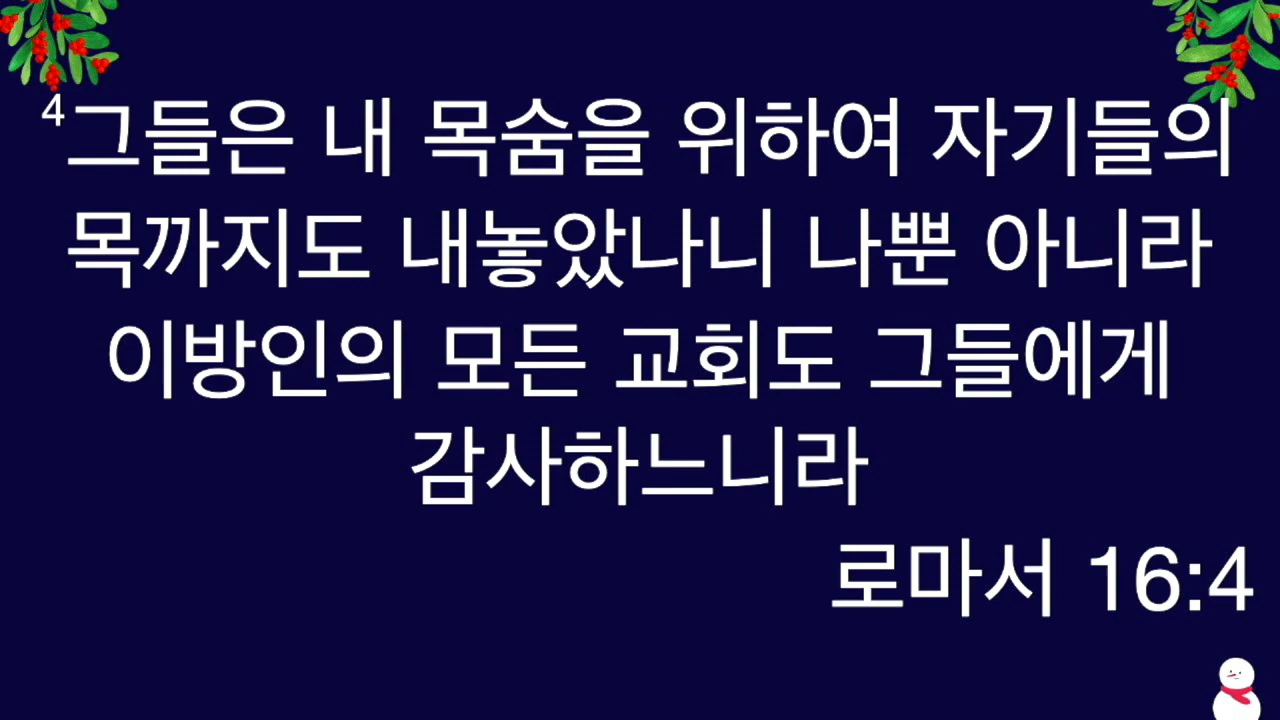 ⁴그들은 내 목숨을 위하여 자기들의
목까지도 내놓았나니 나뿐 아니라
이방인의 모든 교회도 그들에게
감사하느니라
로마서 16:4